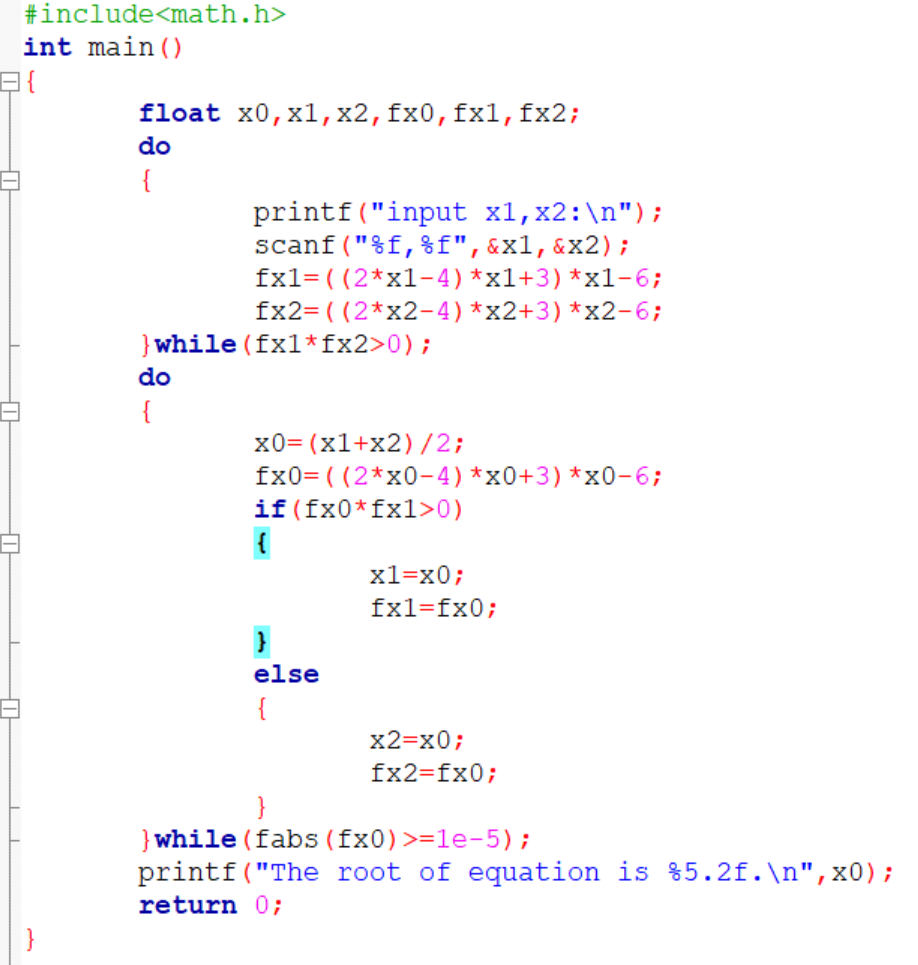 #include<math.h>
int main()
{
float x0,x1,x2,fx0,fx1,fx2;
do
{
printf("input x1,x2:\n");
scanf("%f,%f",&x1,&x2);
fx1=((2*x1-4)*x1+3)*x1-6;
fx2=((2*x2-4)*x2+3)*x2-6;
}while(fx1*fx2>0);
do
{
x0=(x1+x2)/2;
fx0=((2*x0-4)*x0+3)*x0-6;
if(fx0*fx1>0)
{
x1=x0;
fx1=fx0;
}
else
{
x2=x0;
fx2=fx0;
}
}while(fabs(fx0)>=1e-5);
printf("The root of equation is %5.2f.\n",x0);
return 0;
}